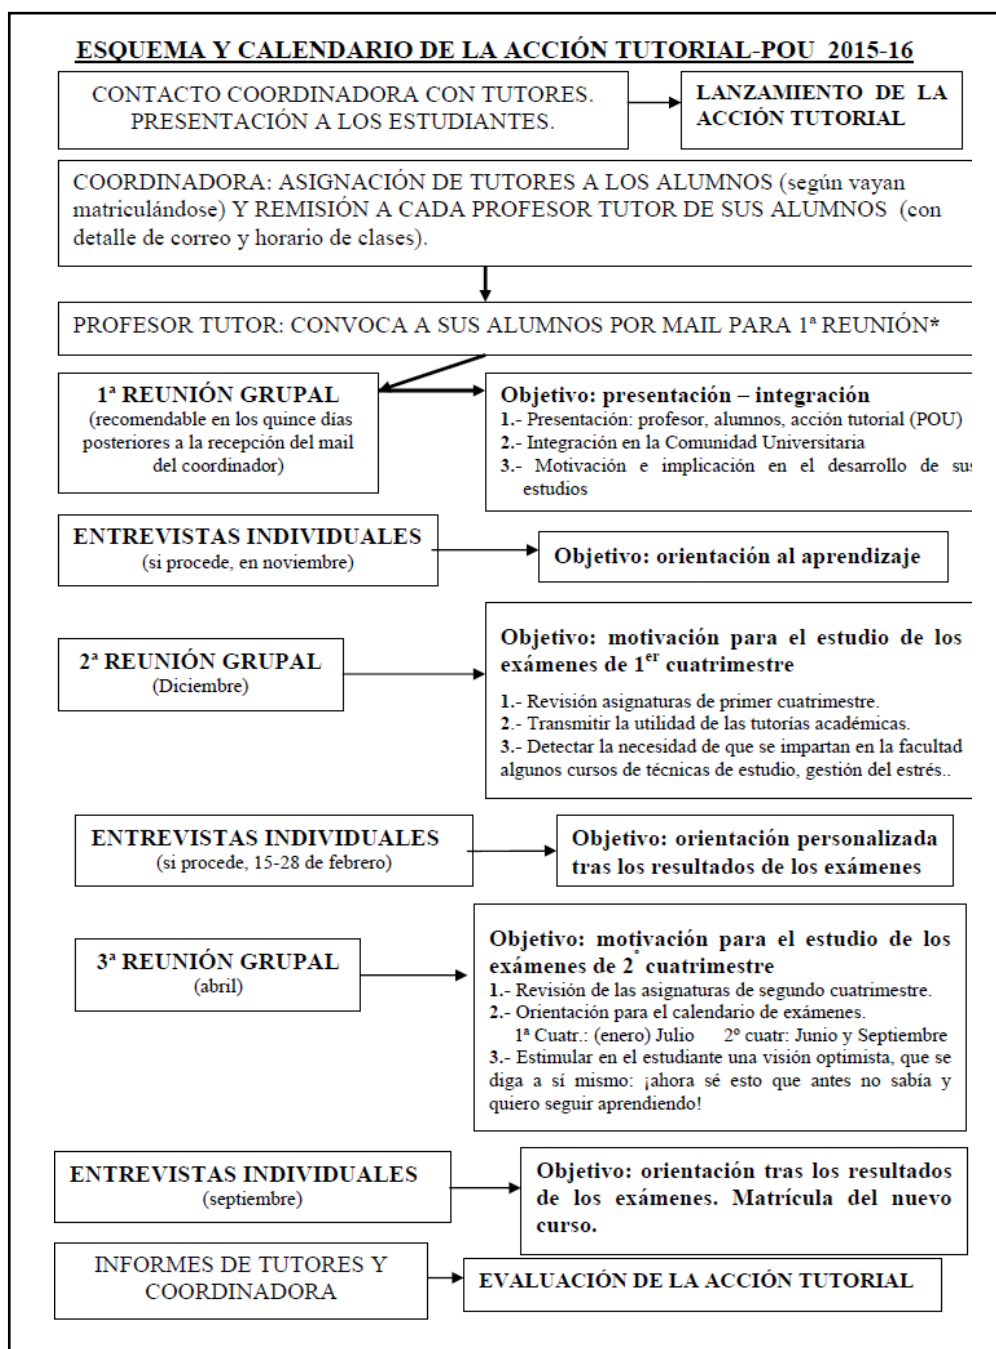 ESQUEMA Y CALENDARIO DE LA ACCIÓN TUTORIAL-POU 2015-16
CONTACTO COORDINADORA CON TUTORES.
PRESENTACIÓN A LOS ESTUDIANTES.
LANZAMIENTO DE LA
ACCIÓN TUTORIAL
COORDINADORA: ASIGNACIÓN DE TUTORES A LOS ALUMNOS (según vayan
matriculándose) Y REMISIÓN A CADA PROFESOR TUTOR DE SUS ALUMNOS (con
detalle de correo y horario de clases).
PROFESOR TUTOR: CONVOCA A SUS ALUMNOS POR MAIL PARA 1ª REUNIÓN*
1ª REUNIÓN GRUPAL
(recomendable en los quince días
posteriores a la recepción del mail
del coordinador)
Objetivo: presentación – integración
1.- Presentación: profesor, alumnos, acción tutorial (POU)
2.- Integración en la Comunidad Universitaria
3.- Motivación e implicación en el desarrollo de sus
estudios
ENTREVISTAS INDIVIDUALES
(si procede, en noviembre)
Objetivo: orientación al aprendizaje
2ª REUNIÓN GRUPAL
(Diciembre)
Objetivo: motivación para el estudio de los
exámenes de 1er cuatrimestre
1.- Revisión asignaturas de primer cuatrimestre.
2.- Transmitir la utilidad de las tutorías académicas.
3.- Detectar la necesidad de que se impartan en la facultad
algunos cursos de técnicas de estudio, gestión del estrés..
ENTREVISTAS INDIVIDUALES
(si procede, 15-28 de febrero)
Objetivo: orientación personalizada
tras los resultados de los exámenes
3ª REUNIÓN GRUPAL
(abril)
Objetivo: motivación para el estudio de los
exámenes de 2° cuatrimestre
1.- Revisión de las asignaturas de segundo cuatrimestre.
2.- Orientación para el calendario de exámenes.
1ª Cuatr.: (enero) Julio 2º cuatr: Junio y Septiembre
3.- Estimular en el estudiante una visión optimista, que se
diga a sí mismo: ¡ahora sé esto que antes no sabía y
quiero seguir aprendiendo!
ENTREVISTAS INDIVIDUALES
(septiembre)
Objetivo: orientación tras los resultados
de los exámenes. Matrícula del nuevo
curso.
INFORMES DE TUTORES Y
COORDINADORA
EVALUACIÓN DE LA ACCIÓN TUTORIAL